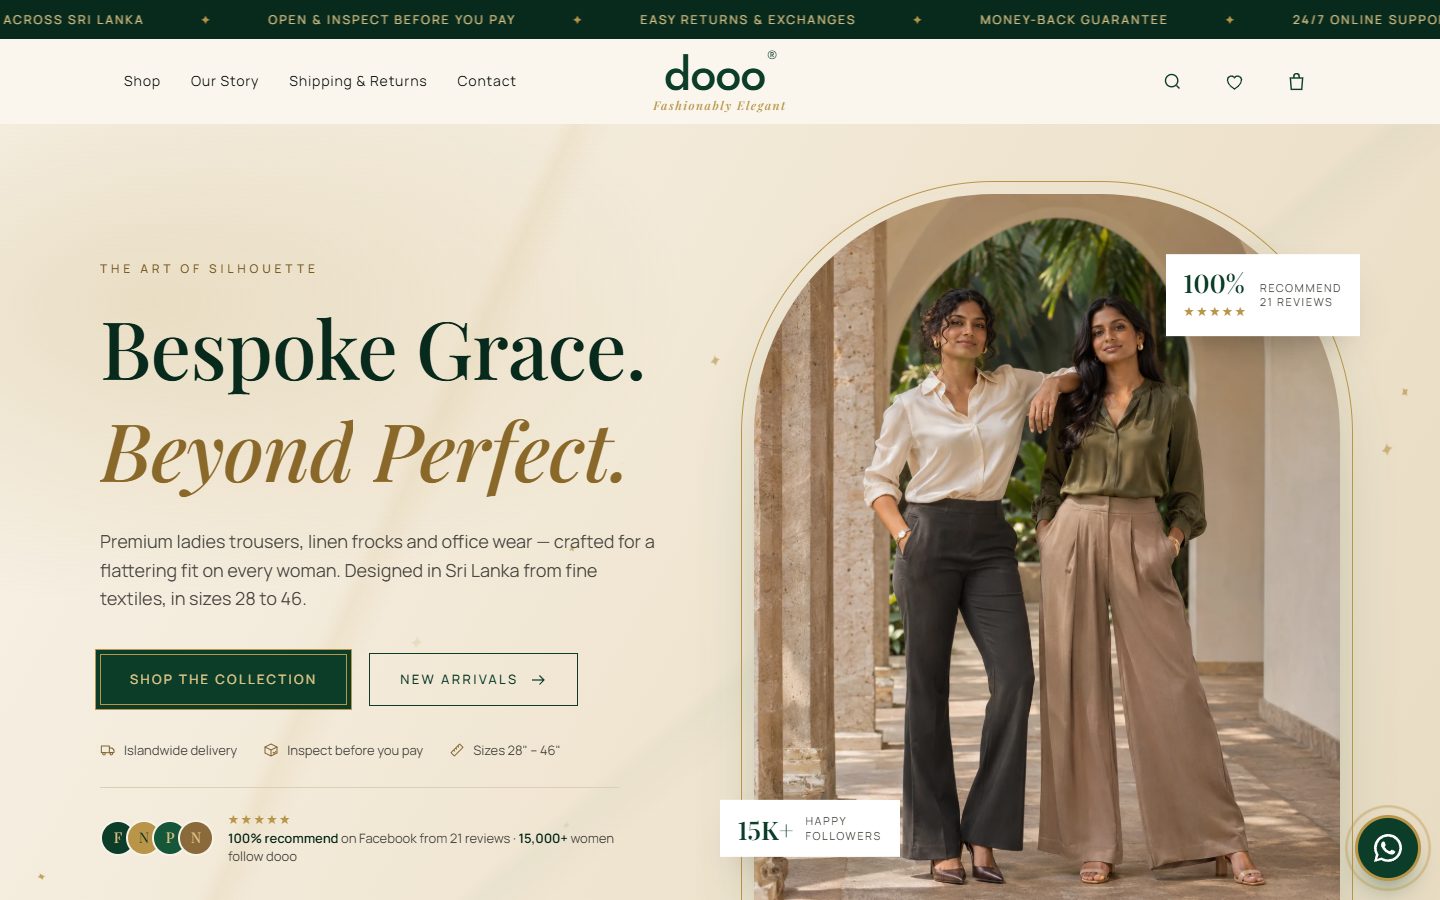 ACROSS SRI LANKA ✦ OPEN & INSPECT BEFORE YOU PAY ✦ EASY RETURNS & EXCHANGES ✦ MONEY-BACK GUARANTEE ✦ 24/7 ONLINE
Shop Our Story Shipping & Returns Contact
dooo®
Fashionably Elegant
THE ART OF SILHOUETTE
Bespoke Grace.
Beyond Perfect.
Premium ladies trousers, linen frocks and office wear — crafted for a
flattering fit on every woman. Designed in Sri Lanka from fine
textiles, in sizes 28 to 46.
SHOP THE COLLECTION
NEW ARRIVALS →
Islandwide delivery Inspect before you pay Sizes 28" – 46"
F N P N
★★★★★
100% recommend on Facebook from 21 reviews · 15,000+ women
follow dooo
100%
★★★★★
RECOMMEND
21 REVIEWS
15K+
HAPPY
FOLLOWERS